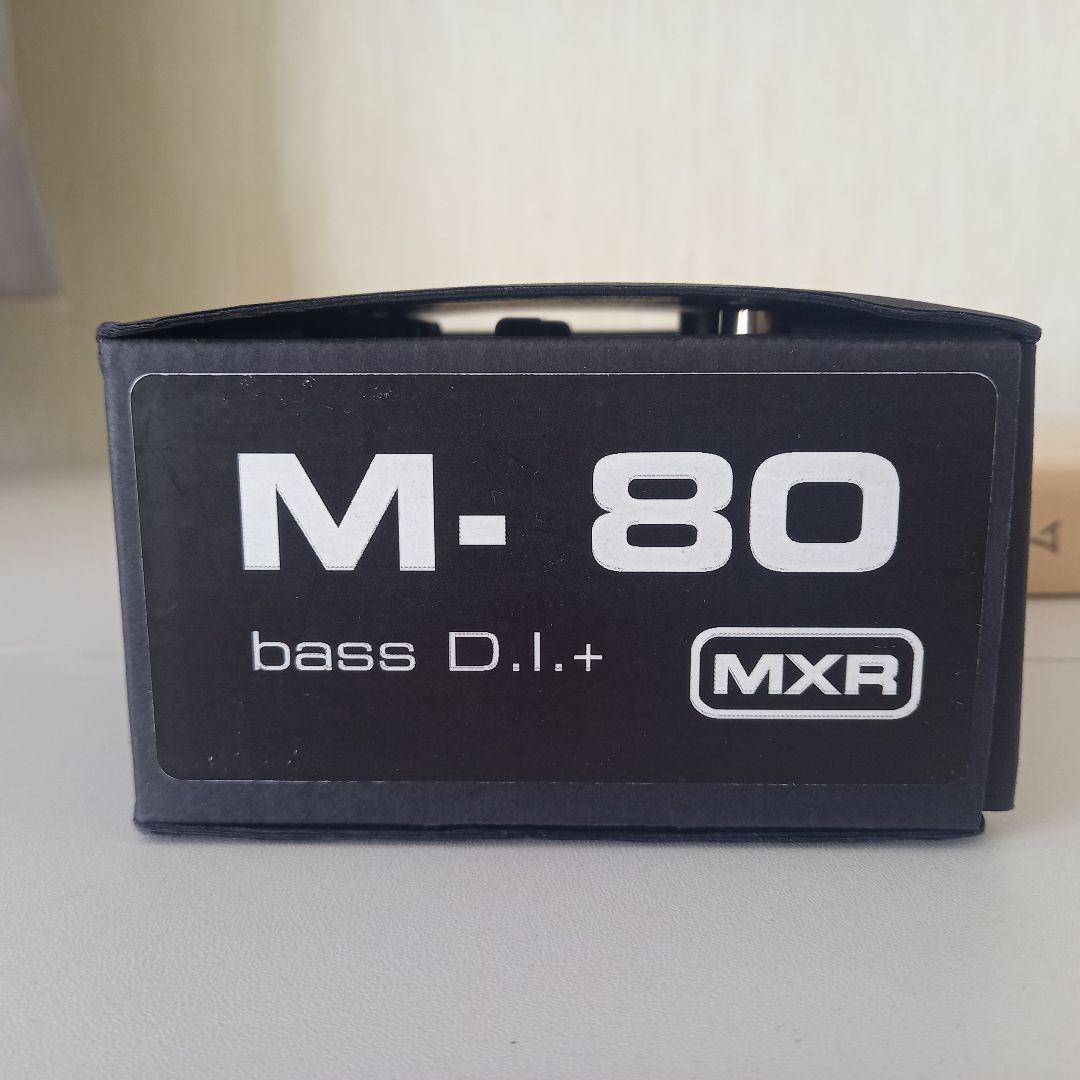 M- 80
bass D.I.+
MXR
A